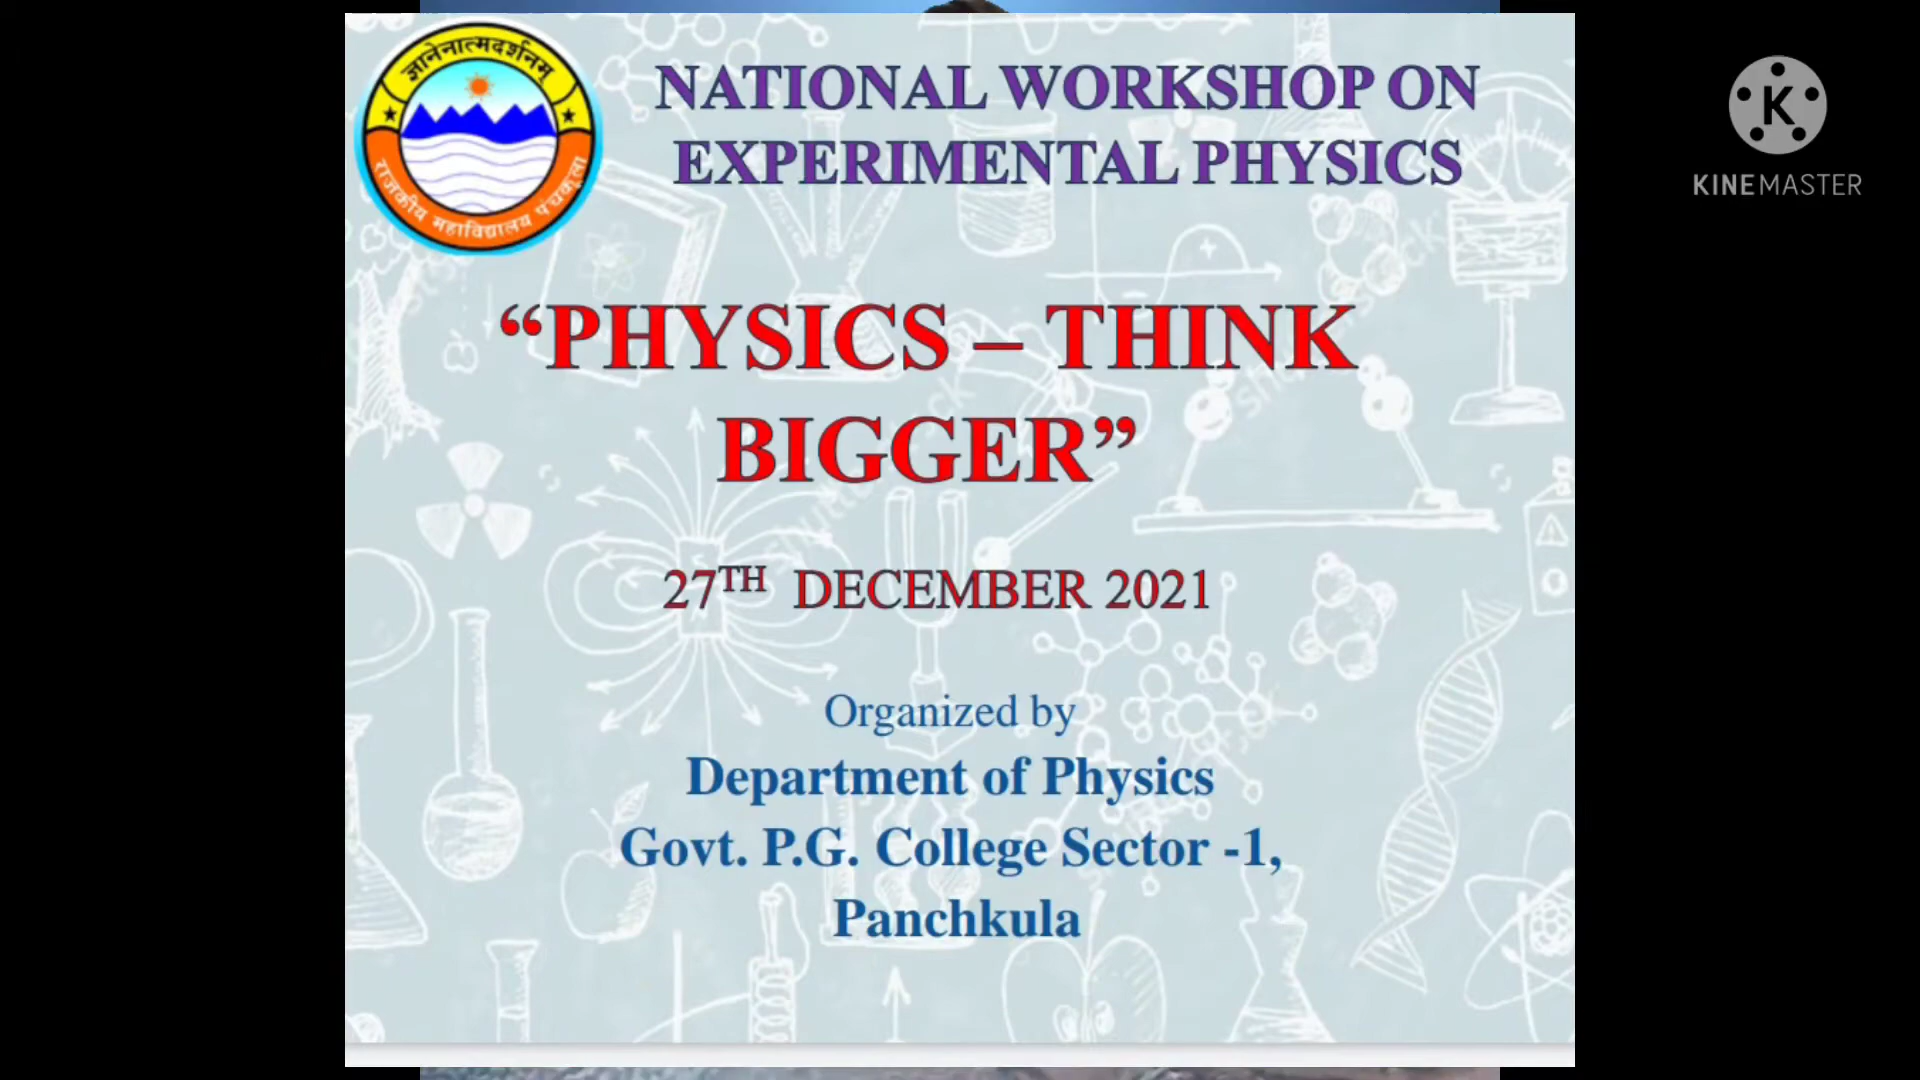 ज्ञानेनात्मदर्शनम्
राजकीय महाविद्यालय पंचकूला
NATIONAL WORKSHOP ON
EXPERIMENTAL PHYSICS
“PHYSICS – THINK
BIGGER”
27TH DECEMBER 2021
Organized by
Department of Physics
Govt. P.G. College Sector -1,
Panchkula
K
KINEMASTER